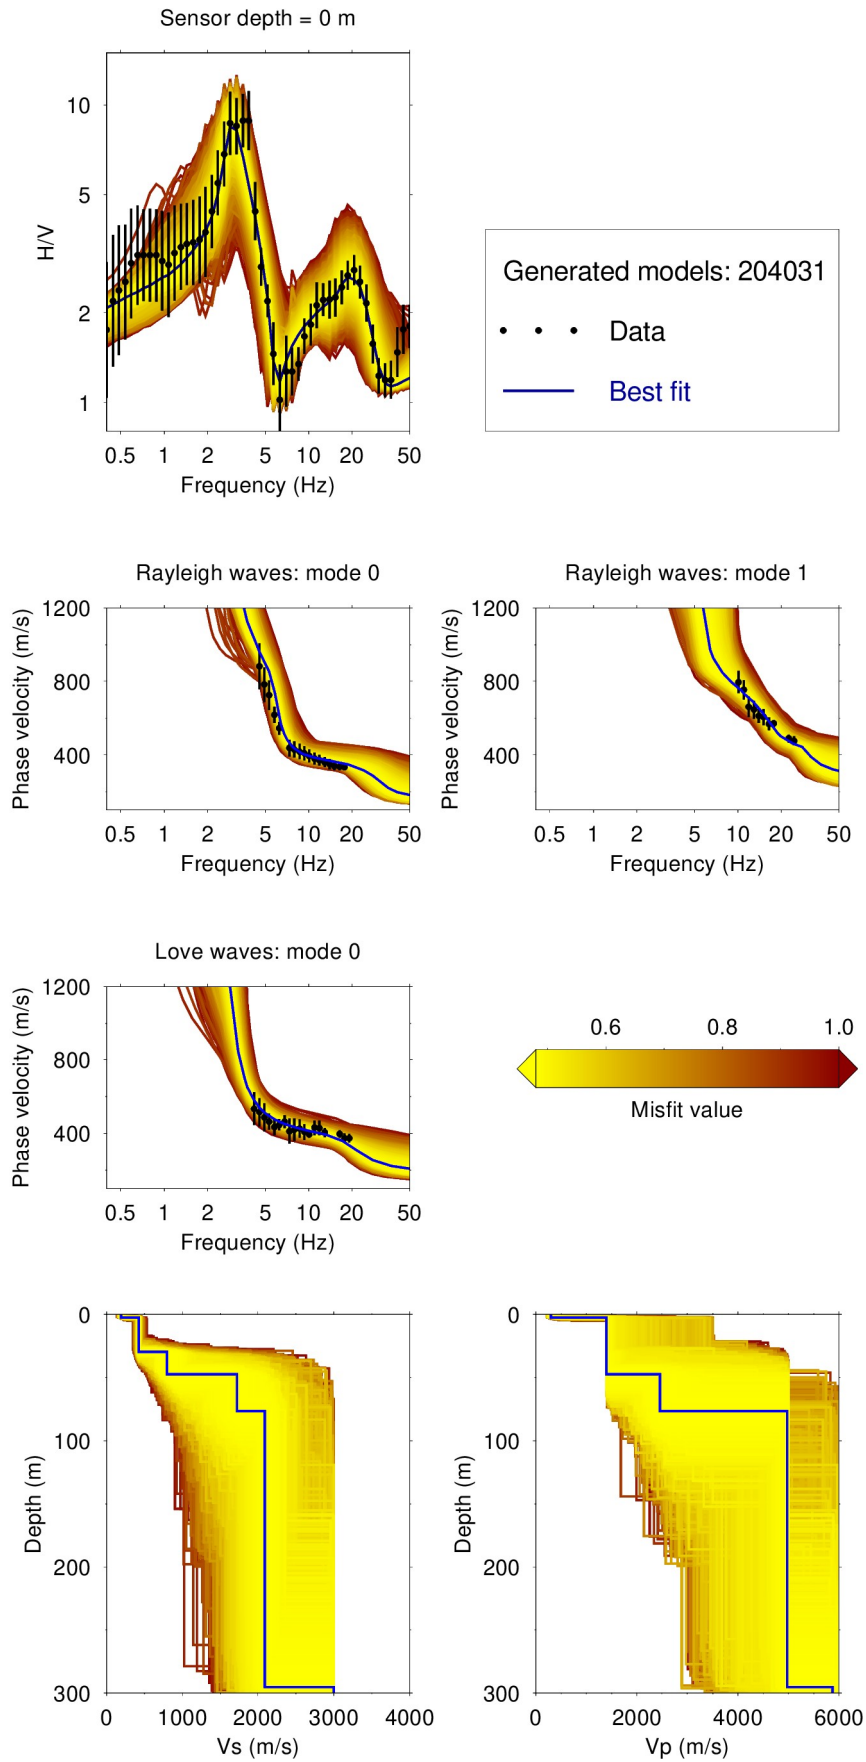 Sensor depth = 0 m
10
5
2
1
H/V
0.5 1 2 5 10 20 50
Frequency (Hz)
Generated models: 204031
Data
Best fit
Rayleigh waves: mode 0
1200
800
400
Phase velocity (m/s)
0.5 1 2 5 10 20 50
Frequency (Hz)
Rayleigh waves: mode 1
1200
800
400
Phase velocity (m/s)
0.5 1 2 5 10 20 50
Frequency (Hz)
Love waves: mode 0
1200
800
400
Phase velocity (m/s)
0.5 1 2 5 10 20 50
Frequency (Hz)
0.6 0.8 1.0
Misfit value
0
100
200
300
Depth (m)
0 1000 2000 3000 4000
Vs (m/s)
0
100
200
300
Depth (m)
0 2000 4000 6000
Vp (m/s)